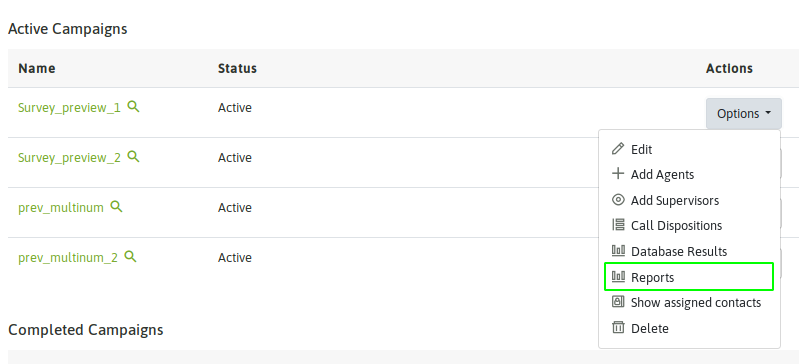 Active Campaigns
Name Status Actions
Survey_preview_1 Active Options
Survey_preview_2 Active
prev_multinum Active
prev_multinum_2 Active
Edit
Add Agents
Add Supervisors
Call Dispositions
Database Results
Reports
Show assigned contacts
Delete
Completed Campaigns